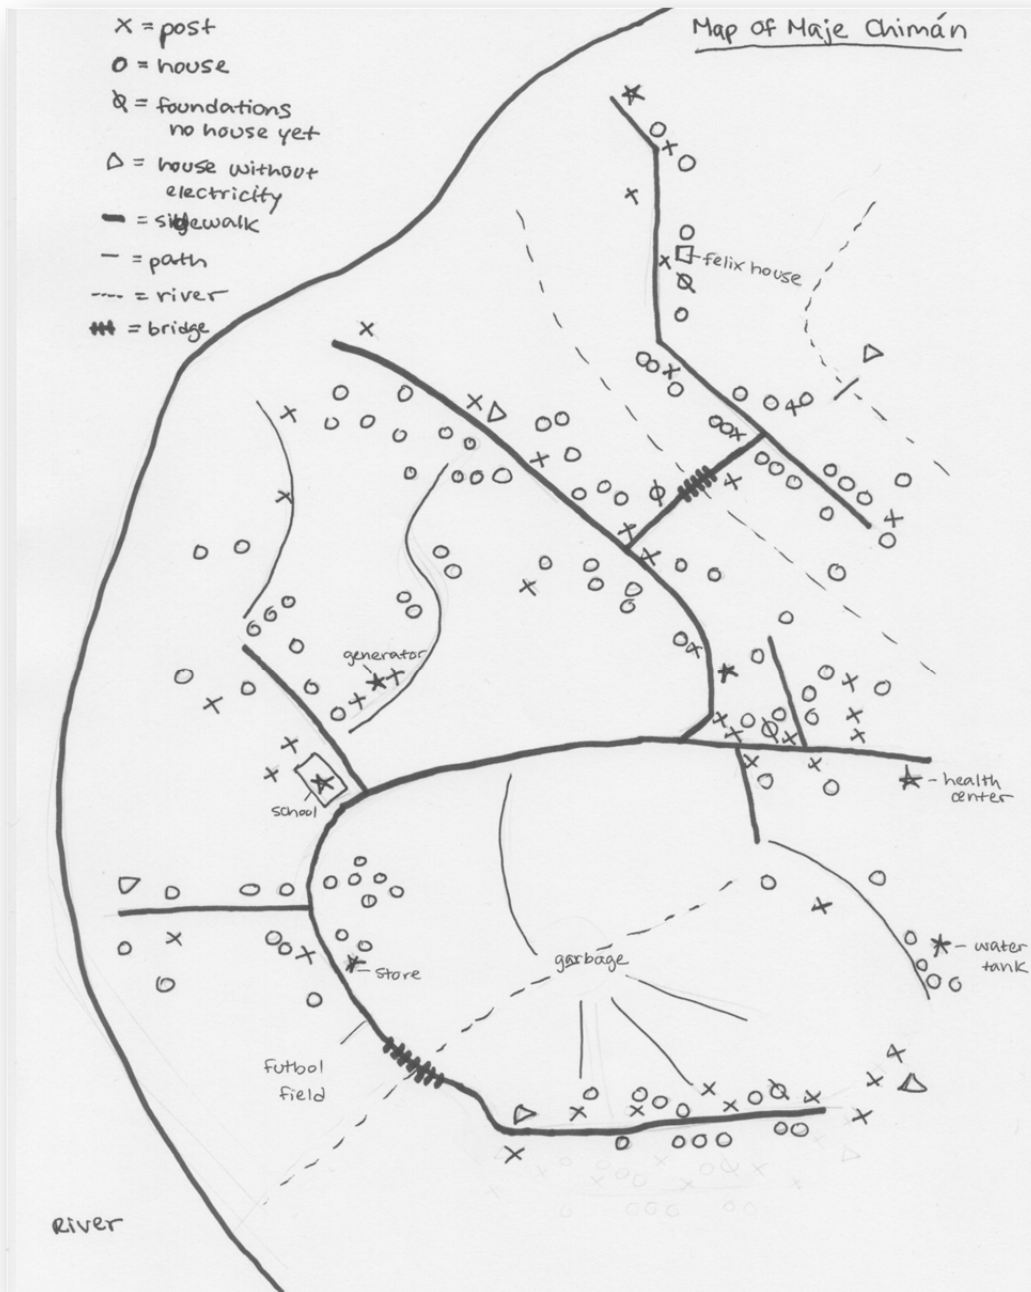 Map of Maje Chimán
x = post
o = house
ø = foundations
no house yet
▷ = house without
electricity
━ = sidewalk
— = path
---- = river
= bridge
felix house
generator
school
health
center
store
garbage
water
tank
Futbol
field
River